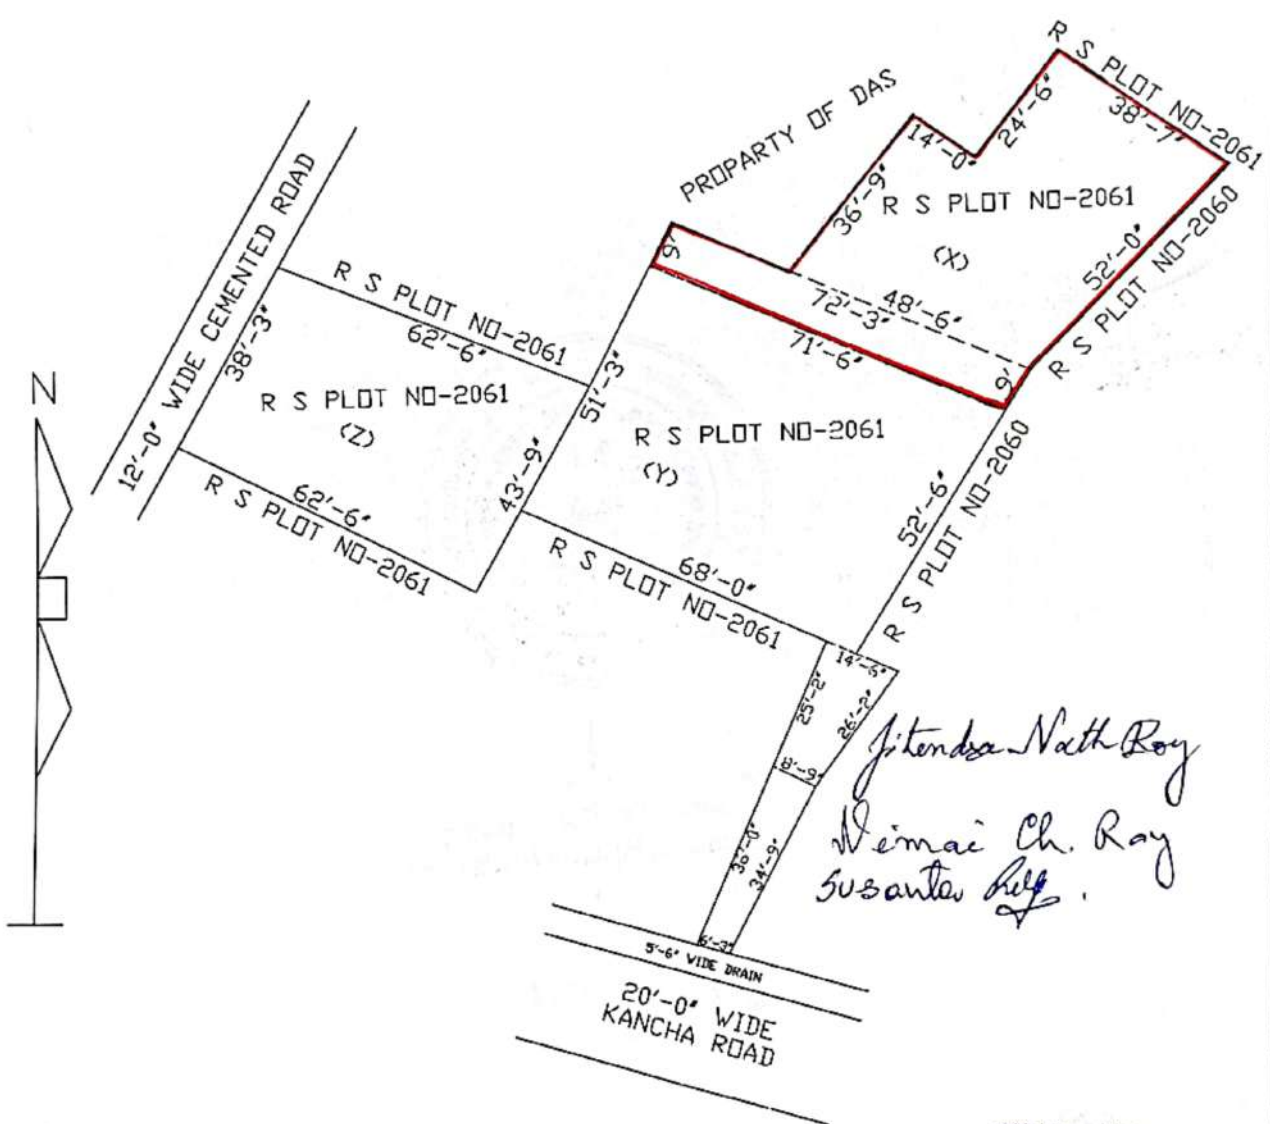 R S PLOT NO-2061
38'-7"
24'-6"
PROPARTY OF DAS
14'-0"
36'-9"
R S PLOT NO-2061
(X)
52'-0"
R S PLOT NO-2060
9'
48'-6"
72'-3"
71'-6"
9'
12'-0" WIDE CEMENTED ROAD
R S PLOT NO-2061
62'-6"
38'-3"
R S PLOT NO-2061
(Z)
51'-3"
43'-9"
62'-6"
R S PLOT NO-2061
N
R S PLOT NO-2061
(Y)
52'-6"
R S PLOT NO-2060
68'-0"
R S PLOT NO-2061
14'-6"
25'-2"
26'-2"
8'-9"
36'-0"
34'-9"
6'-3"
5'-6" WIDE DRAIN
20'-0" WIDE
KANCHA ROAD
Jitendra Nath Roy
Nemai Ch. Ray
Susanta Roy.